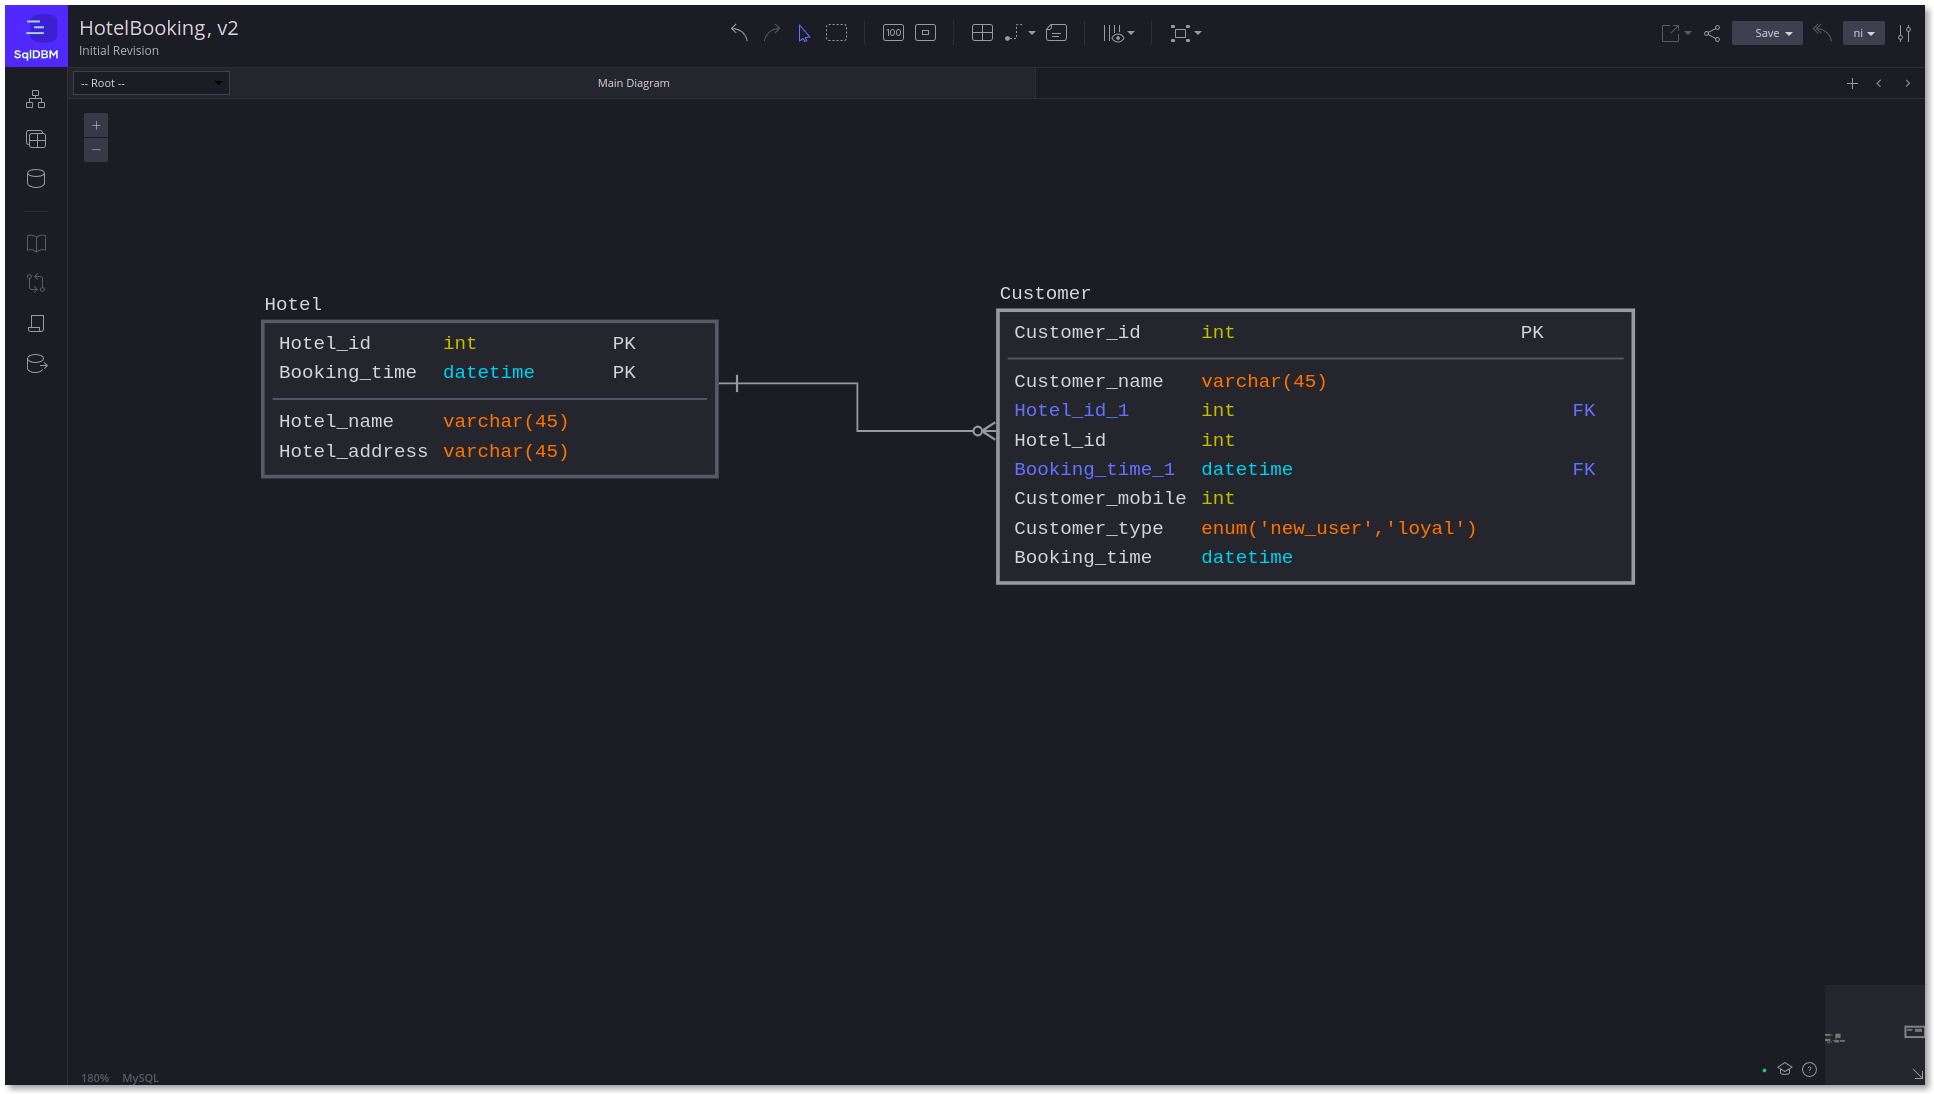 SqlDBM
HotelBooking, v2
Initial Revision
100
Save
ni
-- Root --
Main Diagram
+
−
Hotel
Hotel_id int PK
Booking_time datetime PK
Hotel_name varchar(45)
Hotel_address varchar(45)
Customer
Customer_id int PK
Customer_name varchar(45)
Hotel_id_1 int FK
Hotel_id int
Booking_time_1 datetime FK
Customer_mobile int
Customer_type enum('new_user','loyal')
Booking_time datetime
180% MySQL